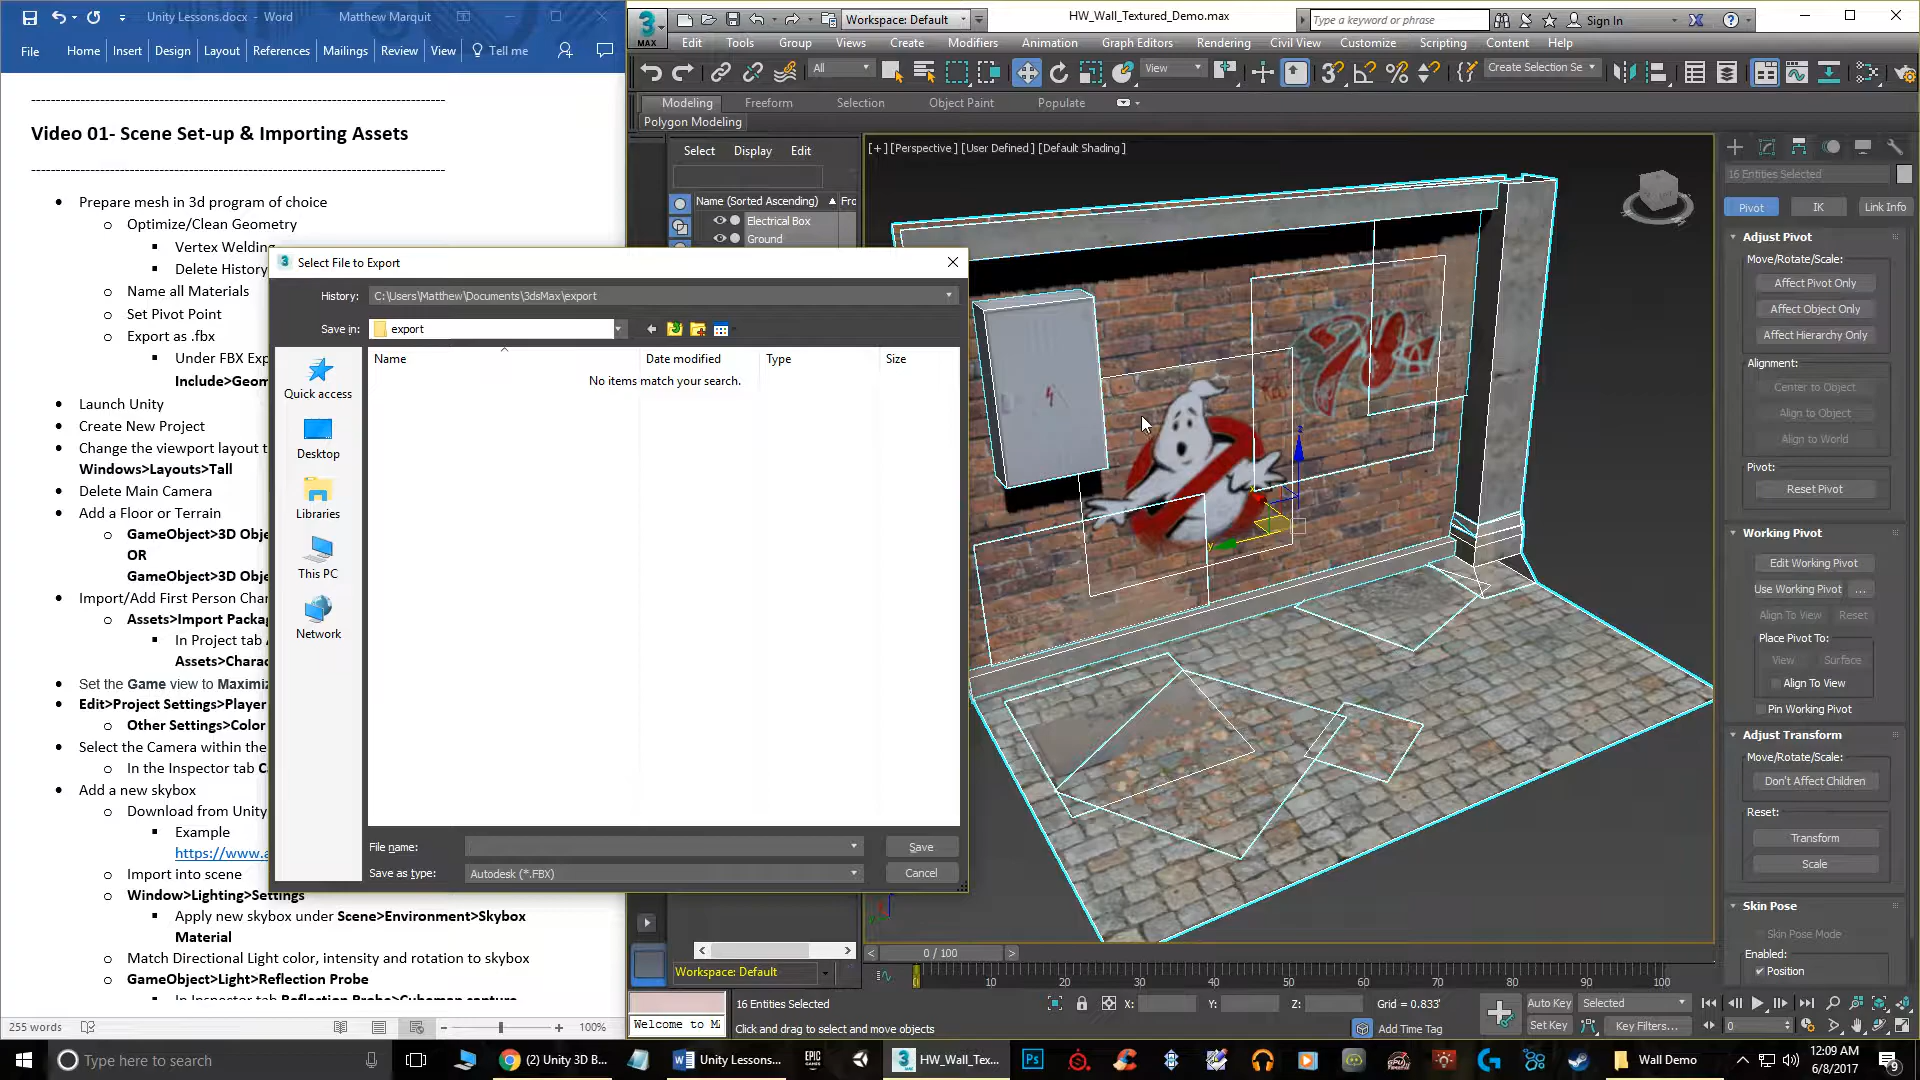 Unity Lessons.docx - Word
Matthew Marquit
File
Home
Insert
Design
Layout
References
Mailings
Review
View
Tell me
Video 01- Scene Set-up & Importing Assets
Prepare mesh in 3d program of choice
Optimize/Clean Geometry
Vertex Welding
Delete History
Name all Materials
Set Pivot Point
Export as .fbx
Under FBX Exp
Include>Geom
Launch Unity
Create New Project
Change the viewport layout t
Windows>Layouts>Tall
Delete Main Camera
Add a Floor or Terrain
GameObject>3D Obje
OR
GameObject>3D Obje
Import/Add First Person Char
Assets>Import Packag
In Project tab
Assets>Charac
Set the Game view to Maximiz
Edit>Project Settings>Player
Other Settings>Color
Select the Camera within the
In the Inspector tab C
Add a new skybox
Download from Unity
Example
https://www.a
Import into scene
Window>Lighting>Settings
Apply new skybox under Scene>Environment>Skybox
Material
Match Directional Light color, intensity and rotation to skybox
GameObject>Light>Reflection Probe
In Inspector tab Reflection Probe>Cubemap capture
255 words
100%
Select File to Export
History:
C:\Users\Matthew\Documents\3dsMax\export
Save in:
export
Quick access
Desktop
Libraries
This PC
Network
Name
Date modified
Type
Size
No items match your search.
File name:
Save
Save as type:
Autodesk (*.FBX)
Cancel
3
MAX
Workspace: Default
HW_Wall_Textured_Demo.max
Type a keyword or phrase
Sign In
Edit
Tools
Group
Views
Create
Modifiers
Animation
Graph Editors
Rendering
Civil View
Customize
Scripting
Content
Help
All
View
Create Selection Se
Modeling
Freeform
Selection
Object Paint
Populate
Polygon Modeling
Select
Display
Edit
Name (Sorted Ascending)
Fro
Electrical Box
Ground
[+] [Perspective] [User Defined] [Default Shading]
16 Entities Selected
Pivot
IK
Link Info
Adjust Pivot
Move/Rotate/Scale:
Affect Pivot Only
Affect Object Only
Affect Hierarchy Only
Alignment:
Center to Object
Align to Object
Align to World
Pivot:
Reset Pivot
Working Pivot
Edit Working Pivot
Use Working Pivot
...
Align To View
Reset
Place Pivot To:
View
Surface
Align To View
Pin Working Pivot
Adjust Transform
Move/Rotate/Scale:
Don't Affect Children
Reset:
Transform
Scale
Skin Pose
Skin Pose Mode
Enabled:
Position
0 / 100
Workspace: Default
10 20 30 40 50 60 70 80 90 100
16 Entities Selected
X:
Y:
Z:
Grid = 0.833'
Auto Key
Selected
Welcome to M
Click and drag to select and move objects
Add Time Tag
Set Key
Key Filters...
0
Type here to search
(2) Unity 3D B...
Unity Lessons...
EPIC GAMES
HW_Wall_Tex...
Ps
Wall Demo
12:09 AM
6/8/2017
9